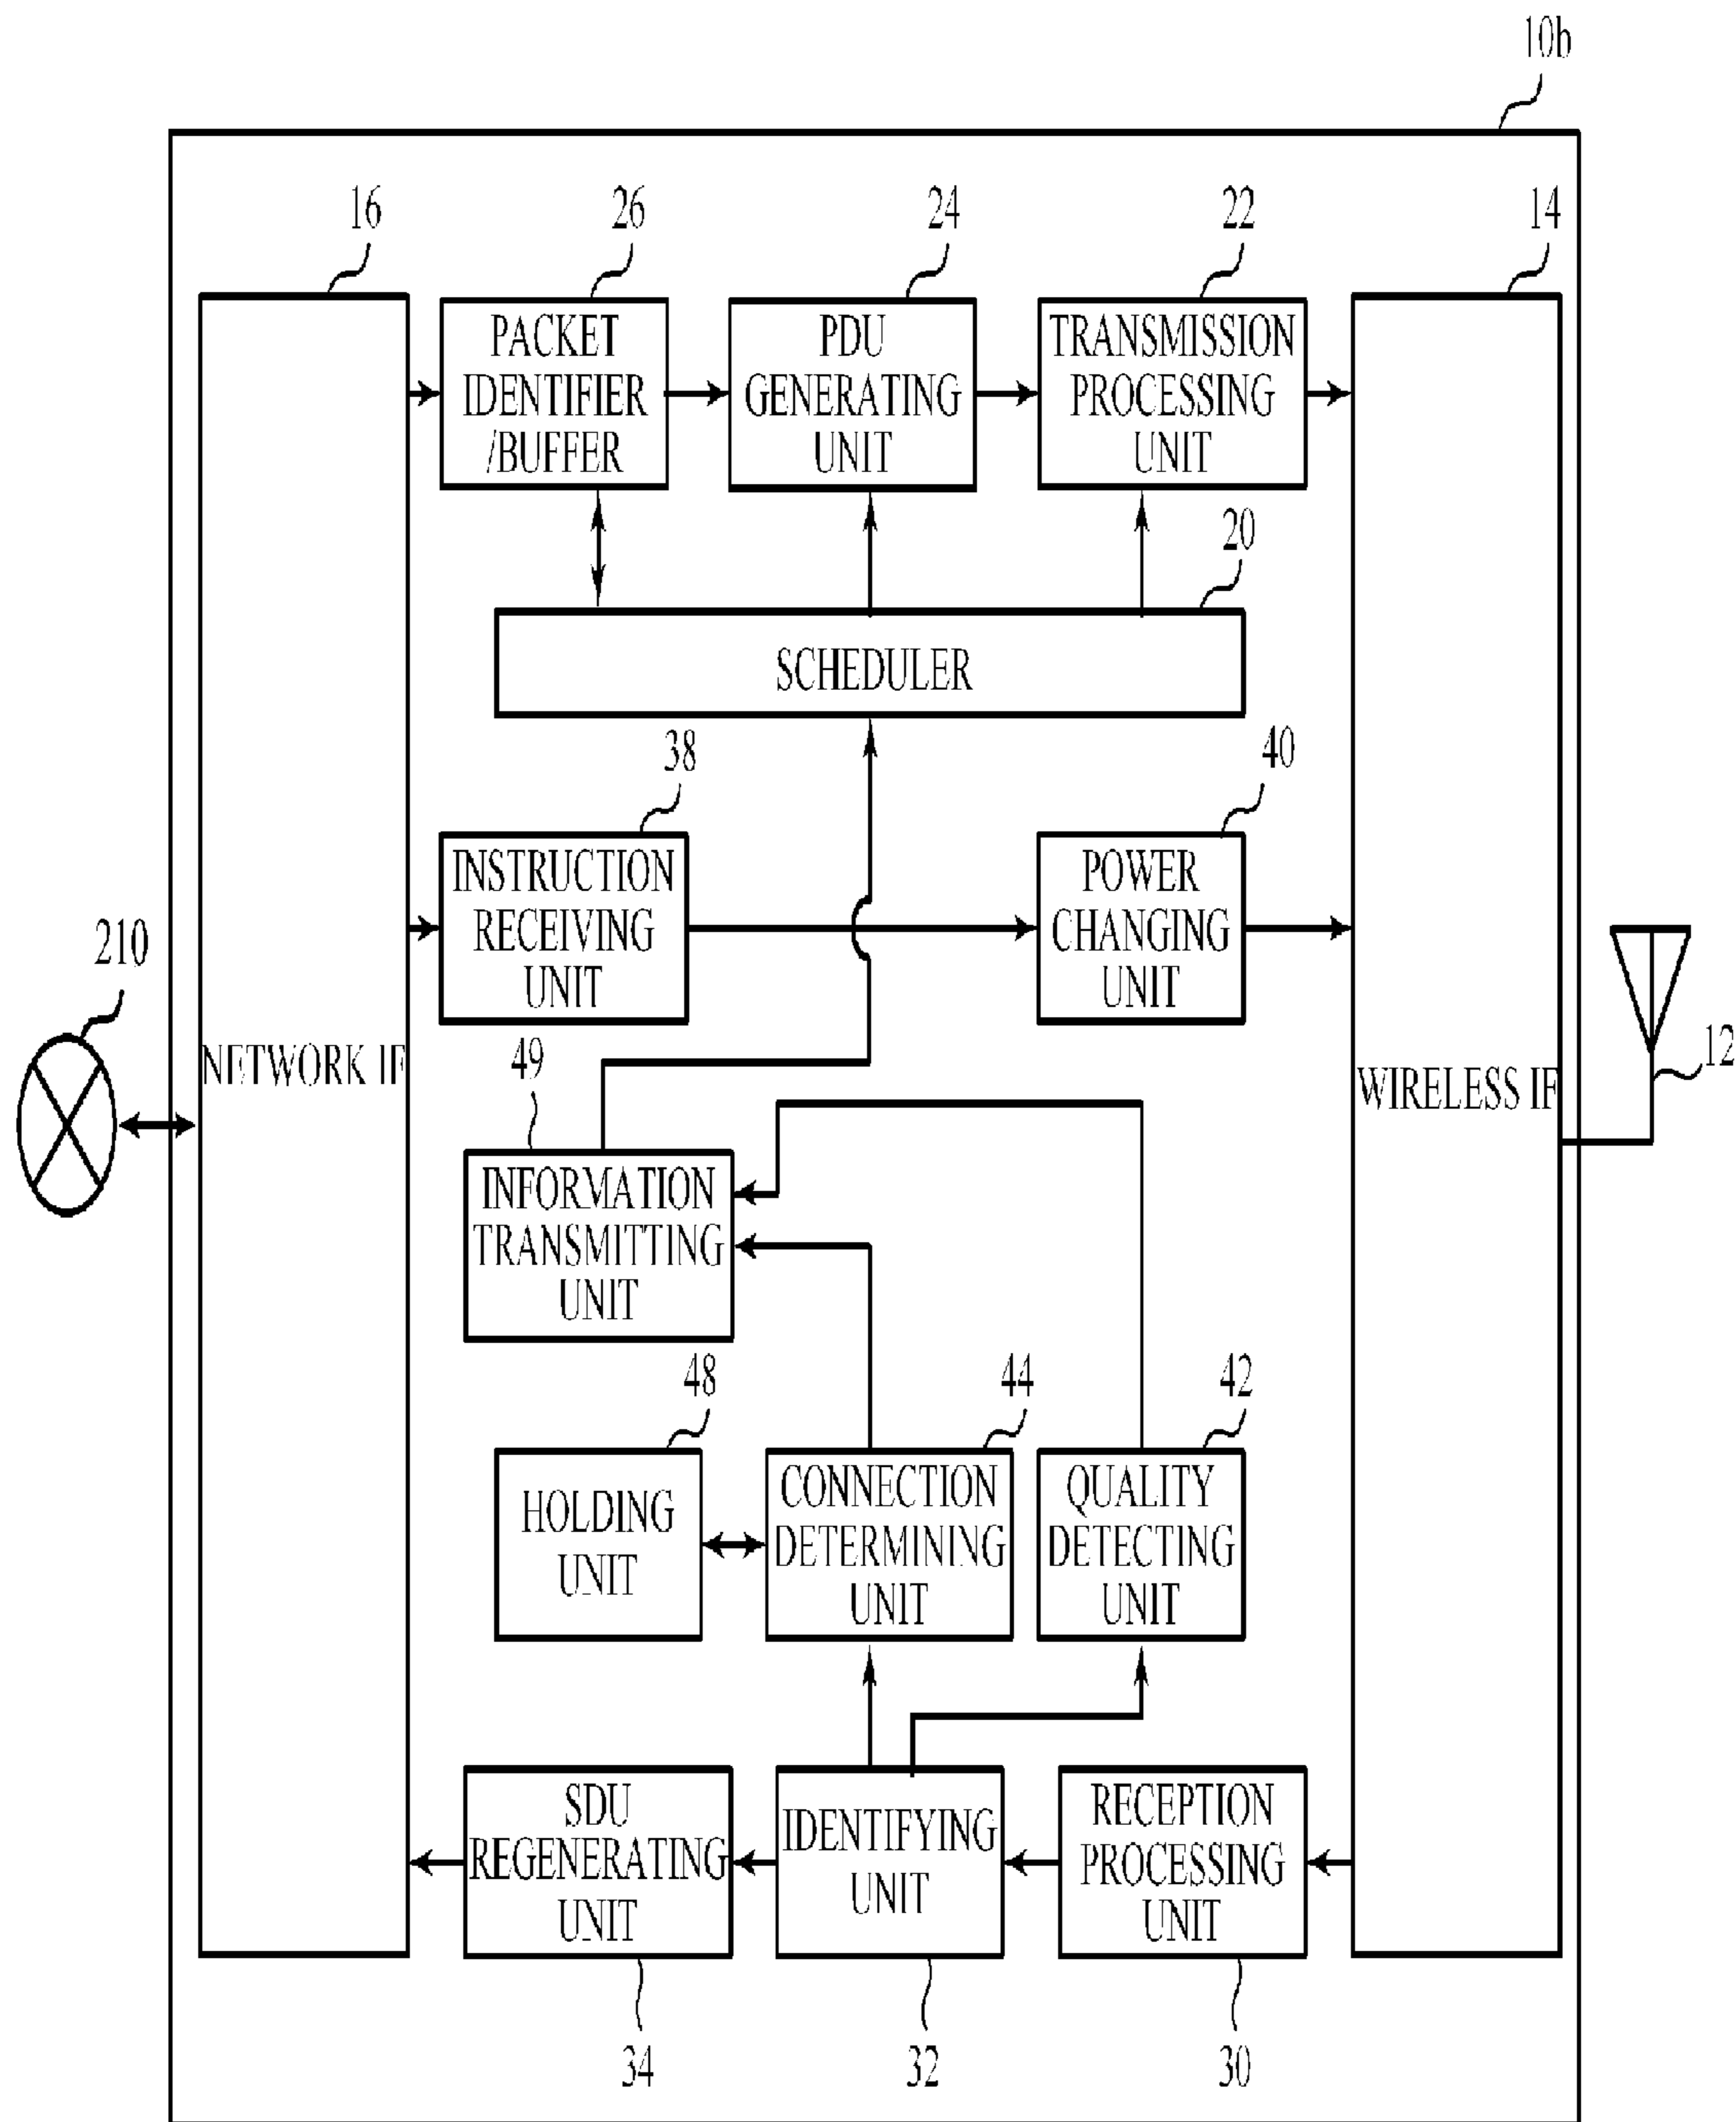 10b
16
26
24
22
14
PACKET
IDENTIFIER
/BUFFER
PDU
GENERATING
UNIT
TRANSMISSION
PROCESSING
UNIT
20
SCHEDULER
38
40
INSTRUCTION
RECEIVING
UNIT
POWER
CHANGING
UNIT
210
NETWORK IF
49
WIRELESS IF
12
INFORMATION
TRANSMITTING
UNIT
48
44
42
HOLDING
UNIT
CONNECTION
DETERMINING
UNIT
QUALITY
DETECTING
UNIT
SDU
REGENERATING
UNIT
IDENTIFYING
UNIT
RECEPTION
PROCESSING
UNIT
34
32
30